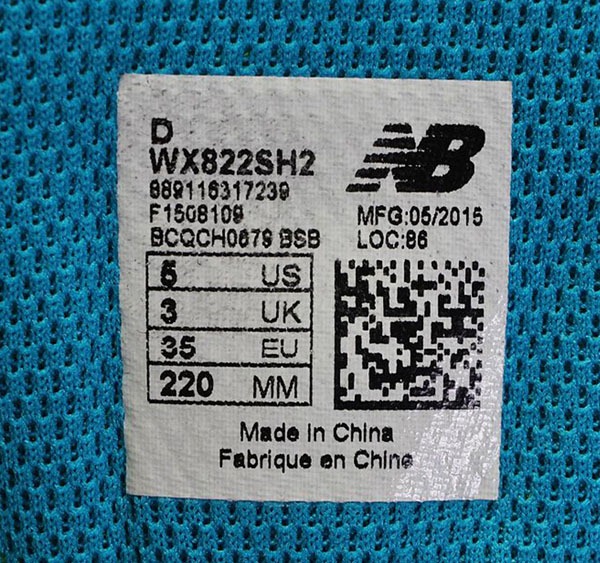 D
WX822SH2
889116317239
F1508109
BCQCH0679 BSB
NB
MFG:05/2015
LOC:86
5 US
3 UK
35 EU
220 MM
Made in China
Fabrique en Chine